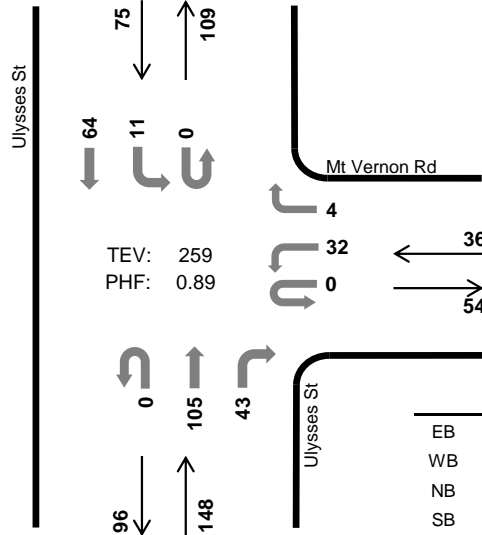 75
109
Ulysses St
64
11
0
Mt Vernon Rd
4
32
36
TEV: 259
PHF: 0.89
0
54
0
105
43
Ulysses St
EB
WB
NB
SB
96
148